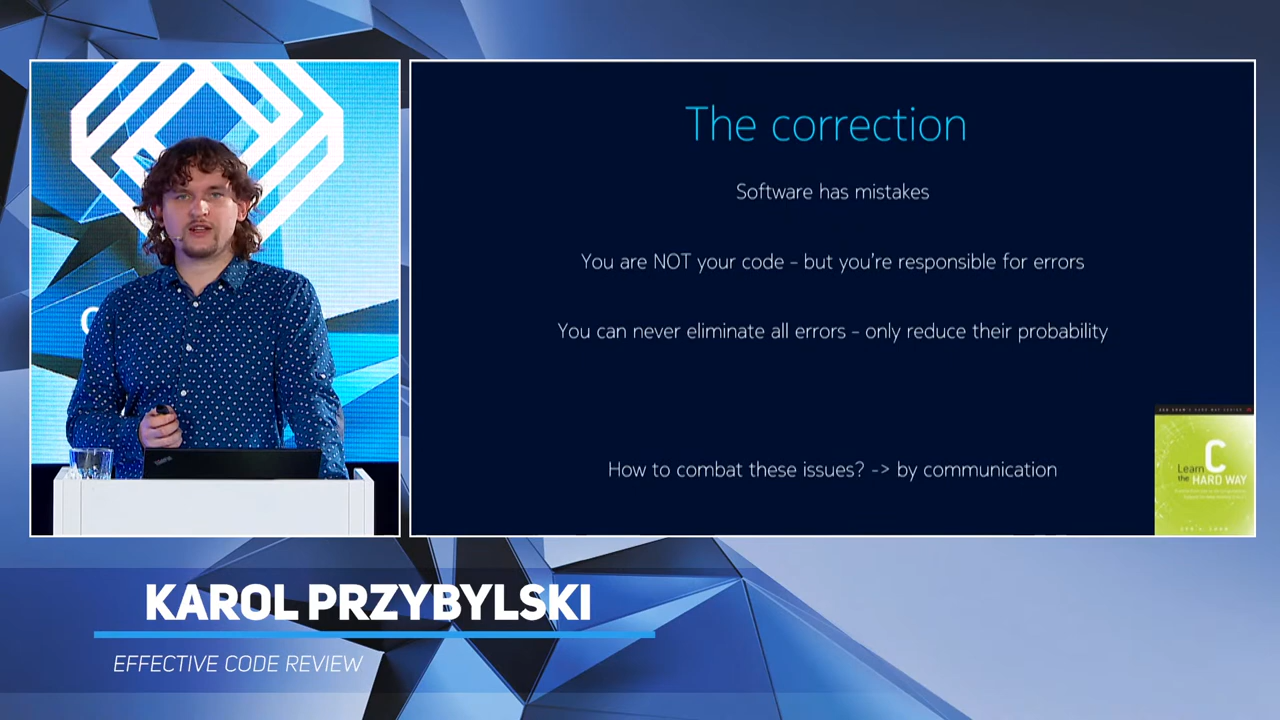 The correction
Software has mistakes
You are NOT your code – but you’re responsible for errors
You can never eliminate all errors – only reduce their probability
How to combat these issues? -> by communication
Learn C
the HARD WAY
KAROL PRZYBYLSKI
EFFECTIVE CODE REVIEW